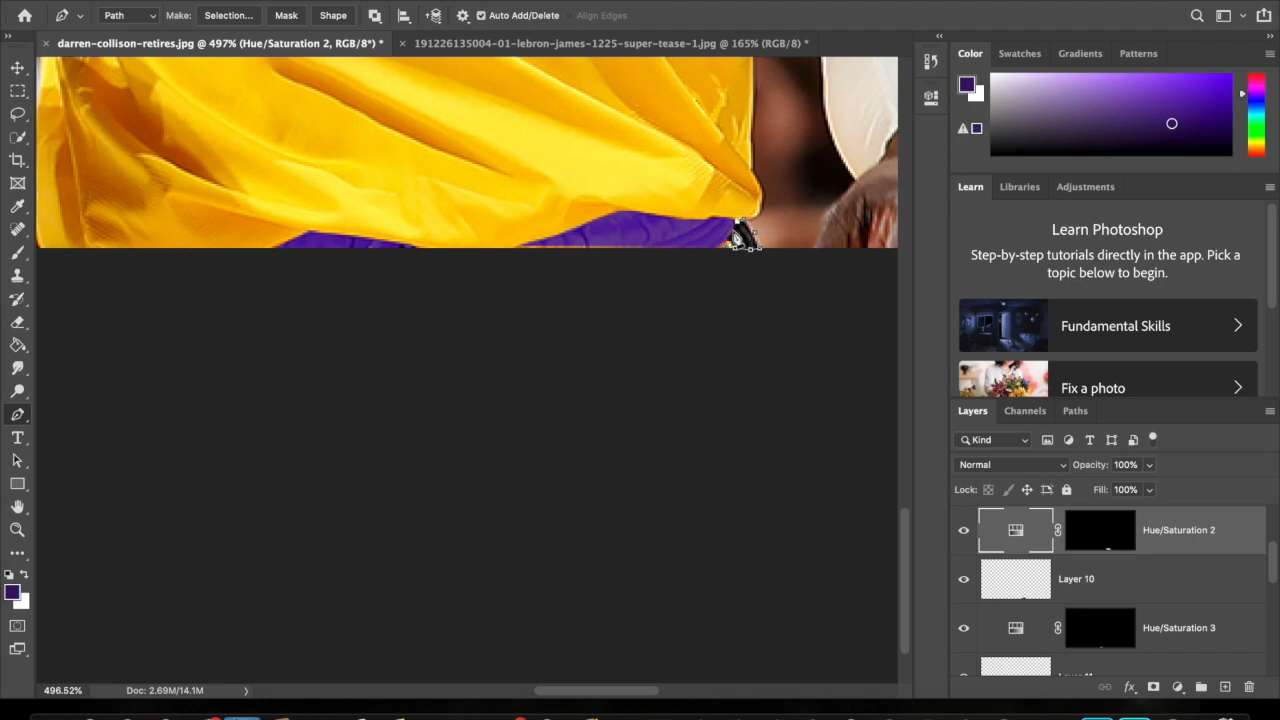 Path Make: Selection... Mask Shape Auto Add/Delete Align Edges
darren-collison-retires.jpg @ 497% (Hue/Saturation 2, RGB/8*) * 191226135004-01-lebron-james-1225-super-tease-1.jpg @ 165% (RGB/8) *
Color Swatches Gradients Patterns
Learn Libraries Adjustments
Learn Photoshop
Step-by-step tutorials directly in the app. Pick a
topic below to begin.
Fundamental Skills
Fix a photo
Layers Channels Paths
Kind
Normal Opacity: 100%
Lock: Fill: 100%
Hue/Saturation 2
Layer 10
Hue/Saturation 3
496.52% Doc: 2.69M/14.1M